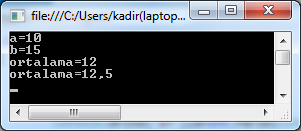 file:///C:/Users/kadir(laptop...
a=10
b=15
ortalama=12
ortalama=12,5